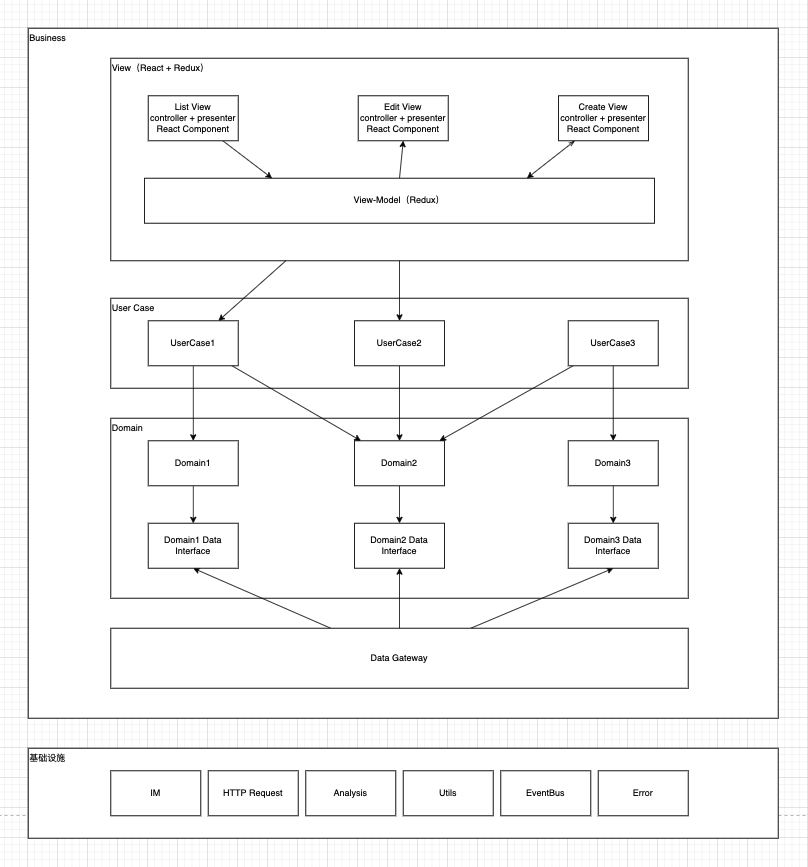 Business
View（React + Redux）
List View
controller + presenter
React Component
Edit View
controller + presenter
React Component
Create View
controller + presenter
React Component
View-Model（Redux）
User Case
UserCase1
UserCase2
UserCase3
Domain
Domain1
Domain2
Domain3
Domain1 Data
Interface
Domain2 Data
Interface
Domain3 Data
Interface
Data Gateway
基础设施
IM
HTTP Request
Analysis
Utils
EventBus
Error